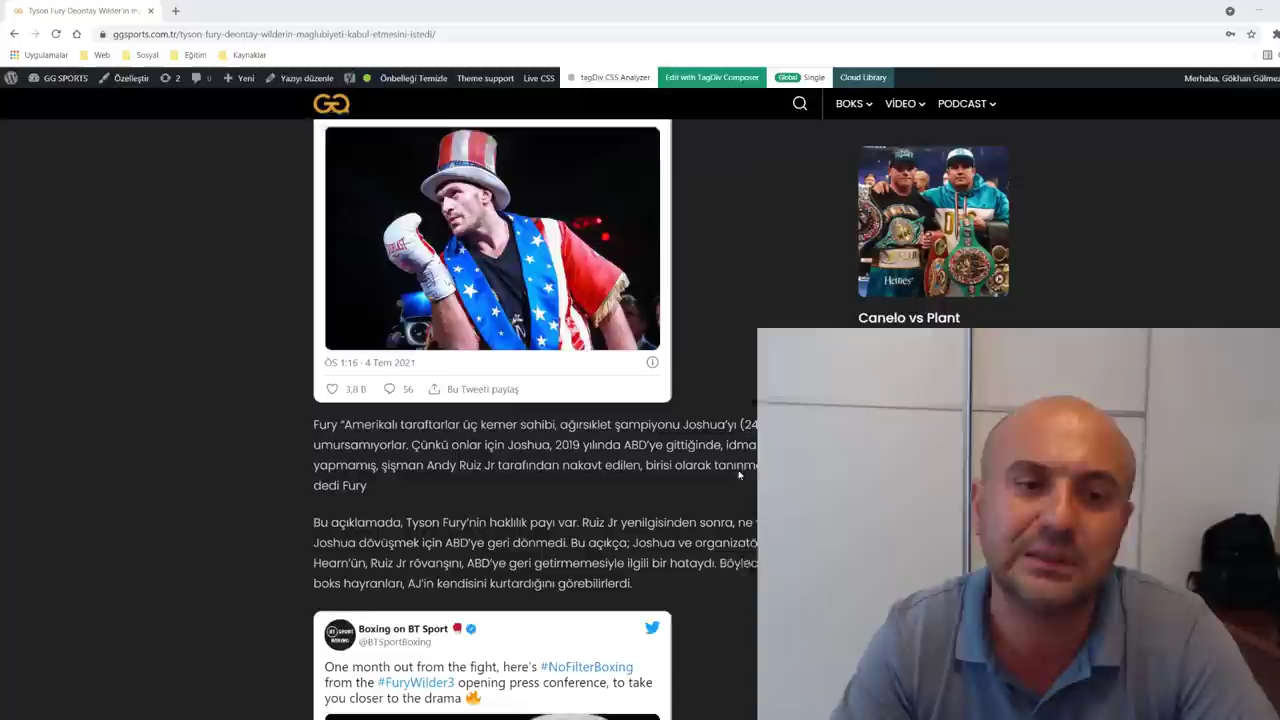 Tyson Fury Deontay Wilder'ın m
ggsports.com.tr/tyson-fury-deontay-wilderin-maglubiyeti-kabul-etmesini-istedi/
Uygulamalar Web Sosyal Eğitim Kaynaklar
GG SPORTS Özelleştir 2 0 Yeni Yazıyı düzenle Önbelleği Temizle Theme support Live CSS tagDiv CSS Analyzer Edit with TagDiv Composer Global Single Cloud Library Merhaba, Gökhan Gülmez
GG BOKS VİDEO PODCAST
EVERLAST
Heines
Canelo vs Plant
ÖS 1:16 · 4 Tem 2021
3,8 B 56 Bu Tweeti paylaş
Fury “Amerikalı taraftarlar üç kemer sahibi, ağırsıklet şampiyonu Joshua’yı (24
umursamıyorlar. Çünkü onlar için Joshua, 2019 yılında ABD’ye gittiğinde, idma
yapmamış, şişman Andy Ruiz Jr tarafından nakavt edilen, birisi olarak tanınm
dedi Fury
Bu açıklamada, Tyson Fury’nin haklılık payı var. Ruiz Jr yenilgisinden sonra, ne
Joshua dövüşmek için ABD’ye geri dönmedi. Bu açıkça; Joshua ve organizatö
Hearn’ün, Ruiz Jr rövanşını, ABD’ye geri getirmemesiyle ilgili bir hataydı. Böylec
boks hayranları, AJ’in kendisini kurtardığını görebilirlerdi.
BT SPORT BOXING
Boxing on BT Sport
@BTSportBoxing
One month out from the fight, here's #NoFilterBoxing
from the #FuryWilder3 opening press conference, to take
you closer to the drama